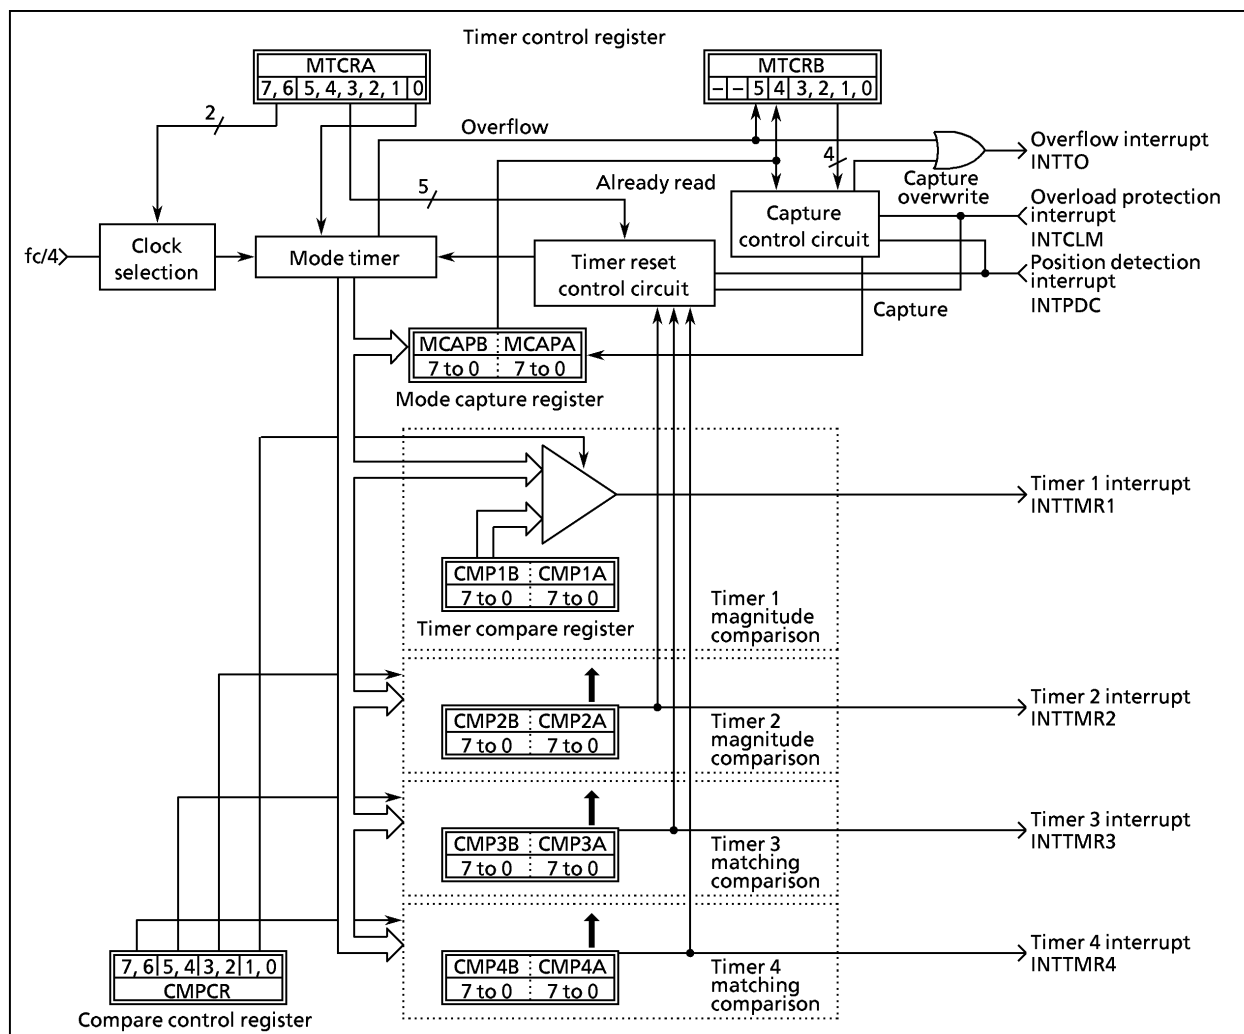 Timer control register
MTCRA
7, 6 5, 4, 3, 2, 1 0
MTCRB
– – 5 4 3, 2, 1, 0
2
Overflow
4
Overflow interrupt
INTTO
5
Already read
Capture
overwrite
Overload protection
interrupt
INTCLM
Capture
control circuit
fc/4
Clock
selection
Mode timer
Timer reset
control circuit
Position detection
interrupt
INTPDC
Capture
MCAPB MCAPA
7 to 0 7 to 0
Mode capture register
Timer 1 interrupt
INTTMR1
CMP1B CMP1A
7 to 0 7 to 0
Timer compare register
Timer 1
magnitude
comparison
Timer 2 interrupt
INTTMR2
CMP2B CMP2A
7 to 0 7 to 0
Timer 2
magnitude
comparison
Timer 3 interrupt
INTTMR3
CMP3B CMP3A
7 to 0 7 to 0
Timer 3
matching
comparison
Timer 4 interrupt
INTTMR4
CMP4B CMP4A
7 to 0 7 to 0
Timer 4
matching
comparison
7, 6 5, 4 3, 2 1, 0
CMPCR
Compare control register